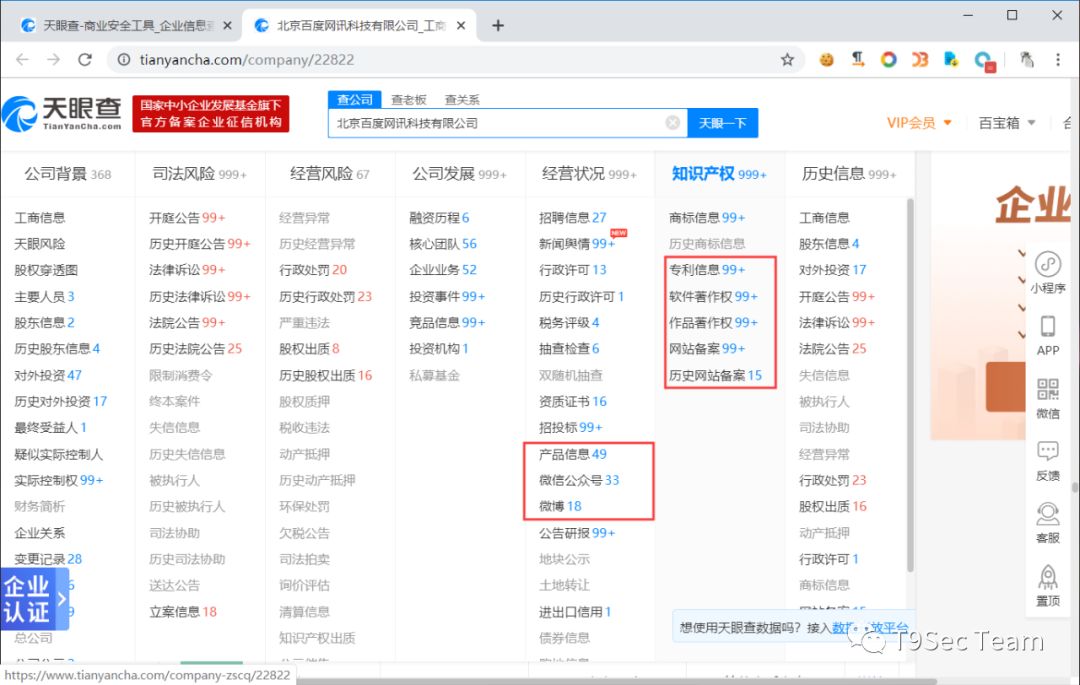 天眼查-商业安全工具_企业信息
北京百度网讯科技有限公司_工商
tianyancha.com/company/22822
天眼查
TianYanCha.com
国家中小企业发展基金旗下
官方备案企业征信机构
查公司 查老板 查关系
北京百度网讯科技有限公司
天眼一下
VIP会员
百宝箱
公司背景 368
工商信息
天眼风险
股权穿透图
主要人员 3
股东信息 2
历史股东信息 4
对外投资 47
历史对外投资 17
最终受益人 1
疑似实际控制人
实际控制权 99+
财务简析
企业关系
变更记录 28
企业
认证
总公司
司法风险 999+
开庭公告 99+
历史开庭公告 99+
法律诉讼 99+
历史法律诉讼 99+
法院公告 99+
历史法院公告 25
限制消费令
终本案件
失信信息
历史失信信息
被执行人
历史被执行人
司法协助
历史司法协助
送达公告
立案信息 18
经营风险 67
经营异常
历史经营异常
行政处罚 20
历史行政处罚 23
严重违法
股权出质 8
历史股权出质 16
股权质押
税收违法
动产抵押
历史动产抵押
环保处罚
欠税公告
司法拍卖
询价评估
清算信息
知识产权出质
公司发展 999+
融资历程 6
核心团队 56
企业业务 52
投资事件 99+
竞品信息 99+
投资机构 1
私募基金
经营状况 999+
招聘信息 27
新闻舆情 99+
NEW
行政许可 13
历史行政许可 1
税务评级 4
抽查检查 6
双随机抽查
资质证书 16
招投标 99+
产品信息 49
微信公众号 33
微博 18
公告研报 99+
地块公示
土地转让
进出口信用 1
债券信息
知识产权 999+
商标信息 99+
历史商标信息
专利信息 99+
软件著作权 99+
作品著作权 99+
网站备案 99+
历史网站备案 15
历史信息 999+
工商信息
股东信息 4
对外投资 17
开庭公告 99+
法律诉讼 99+
法院公告 25
失信信息
被执行人
司法协助
经营异常
行政处罚 23
股权出质 16
动产抵押
行政许可 1
商标信息
网站备案 15
企业
小程序
APP
微信
反馈
客服
置顶
想使用天眼查数据吗？接入数据开放平台
T9Sec Team
https://www.tianyancha.com/company-zscq/22822